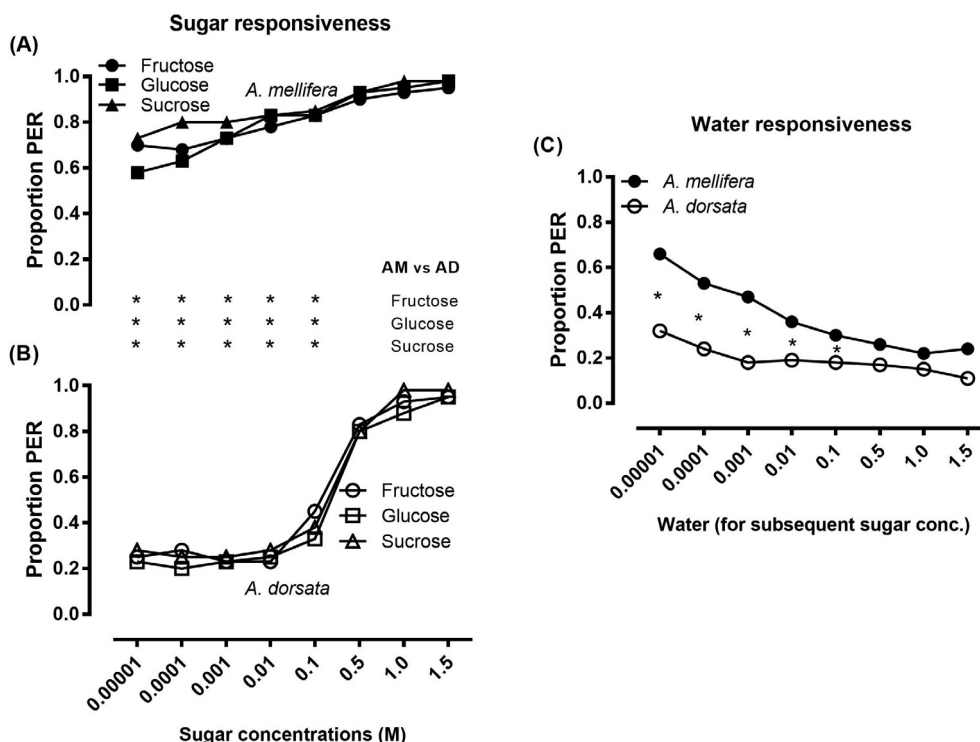 Sugar responsiveness
(A)
Fructose
Glucose
Sucrose
A. mellifera
1.0
0.8
0.6
0.4
0.2
0.0
Proportion PER
AM vs AD
* * * * * Fructose
* * * * * Glucose
* * * * * Sucrose
(B)
1.0
0.8
0.6
0.4
0.2
0.0
Proportion PER
Fructose
Glucose
Sucrose
A. dorsata
0.00001
0.0001
0.001
0.01
0.1
0.5
1.0
1.5
Sugar concentrations (M)
Water responsiveness
(C)
A. mellifera
A. dorsata
1.0
0.8
0.6
0.4
0.2
0.0
Proportion PER
* * * * *
0.00001
0.0001
0.001
0.01
0.1
0.5
1.0
1.5
Water (for subsequent sugar conc.)